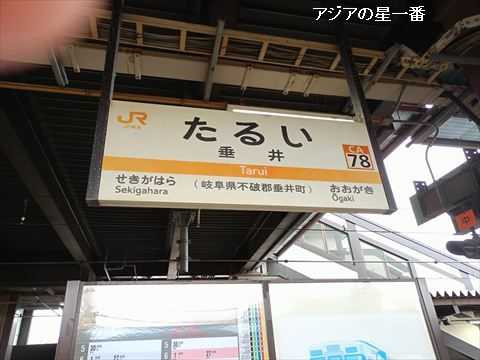 アジアの星一番
JR
たるい
垂井
CA
78
Tarui
せきがはら
Sekigahara
（岐阜県不破郡垂井町）
おおがき
Ōgaki
中